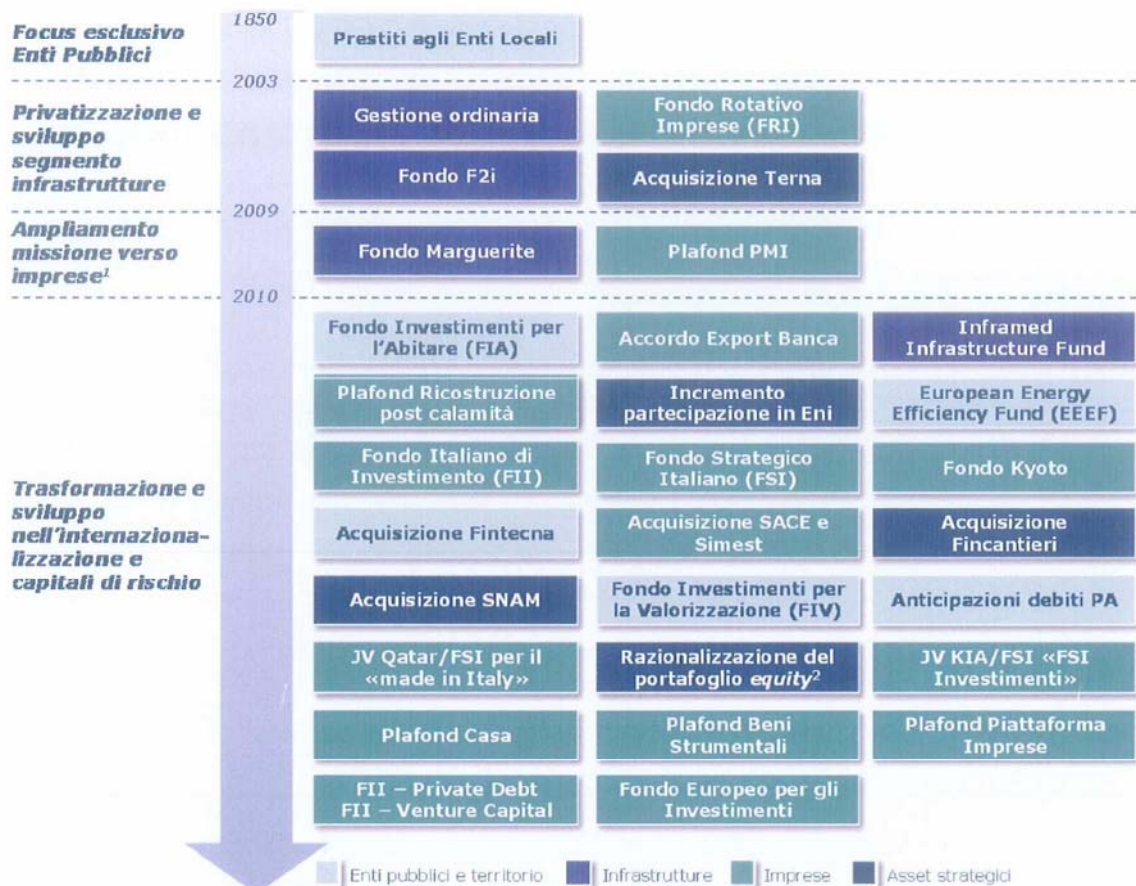 Focus esclusivo
Enti Pubblici
1850
Prestiti agli Enti Locali
2003
Privatizzazione e
sviluppo
segmento
infrastrutture
Gestione ordinaria
Fondo Rotativo
Imprese (FRI)
Fondo F2i
Acquisizione Terna
2009
Ampliamento
missione verso
imprese¹
Fondo Marguerite
Plafond PMI
2010
Trasformazione e
sviluppo
nell'internaziona-
lizzazione e
capitali di rischio
Fondo Investimenti per
l'Abitare (FIA)
Accordo Export Banca
Inframed
Infrastructure Fund
Plafond Ricostruzione
post calamità
Incremento
partecipazione in Eni
European Energy
Efficiency Fund (EEEF)
Fondo Italiano di
Investimento (FII)
Fondo Strategico
Italiano (FSI)
Fondo Kyoto
Acquisizione Fintecna
Acquisizione SACE e
Simest
Acquisizione
Fincantieri
Acquisizione SNAM
Fondo Investimenti per
la Valorizzazione (FIV)
Anticipazioni debiti PA
JV Qatar/FSI per il
«made in Italy»
Razionalizzazione del
portafoglio equity²
JV KIA/FSI «FSI
Investimenti»
Plafond Casa
Plafond Beni
Strumentali
Plafond Piattaforma
Imprese
FII – Private Debt
FII – Venture Capital
Fondo Europeo per gli
Investimenti
Enti pubblici e territorio
Infrastrutture
Imprese
Asset strategici